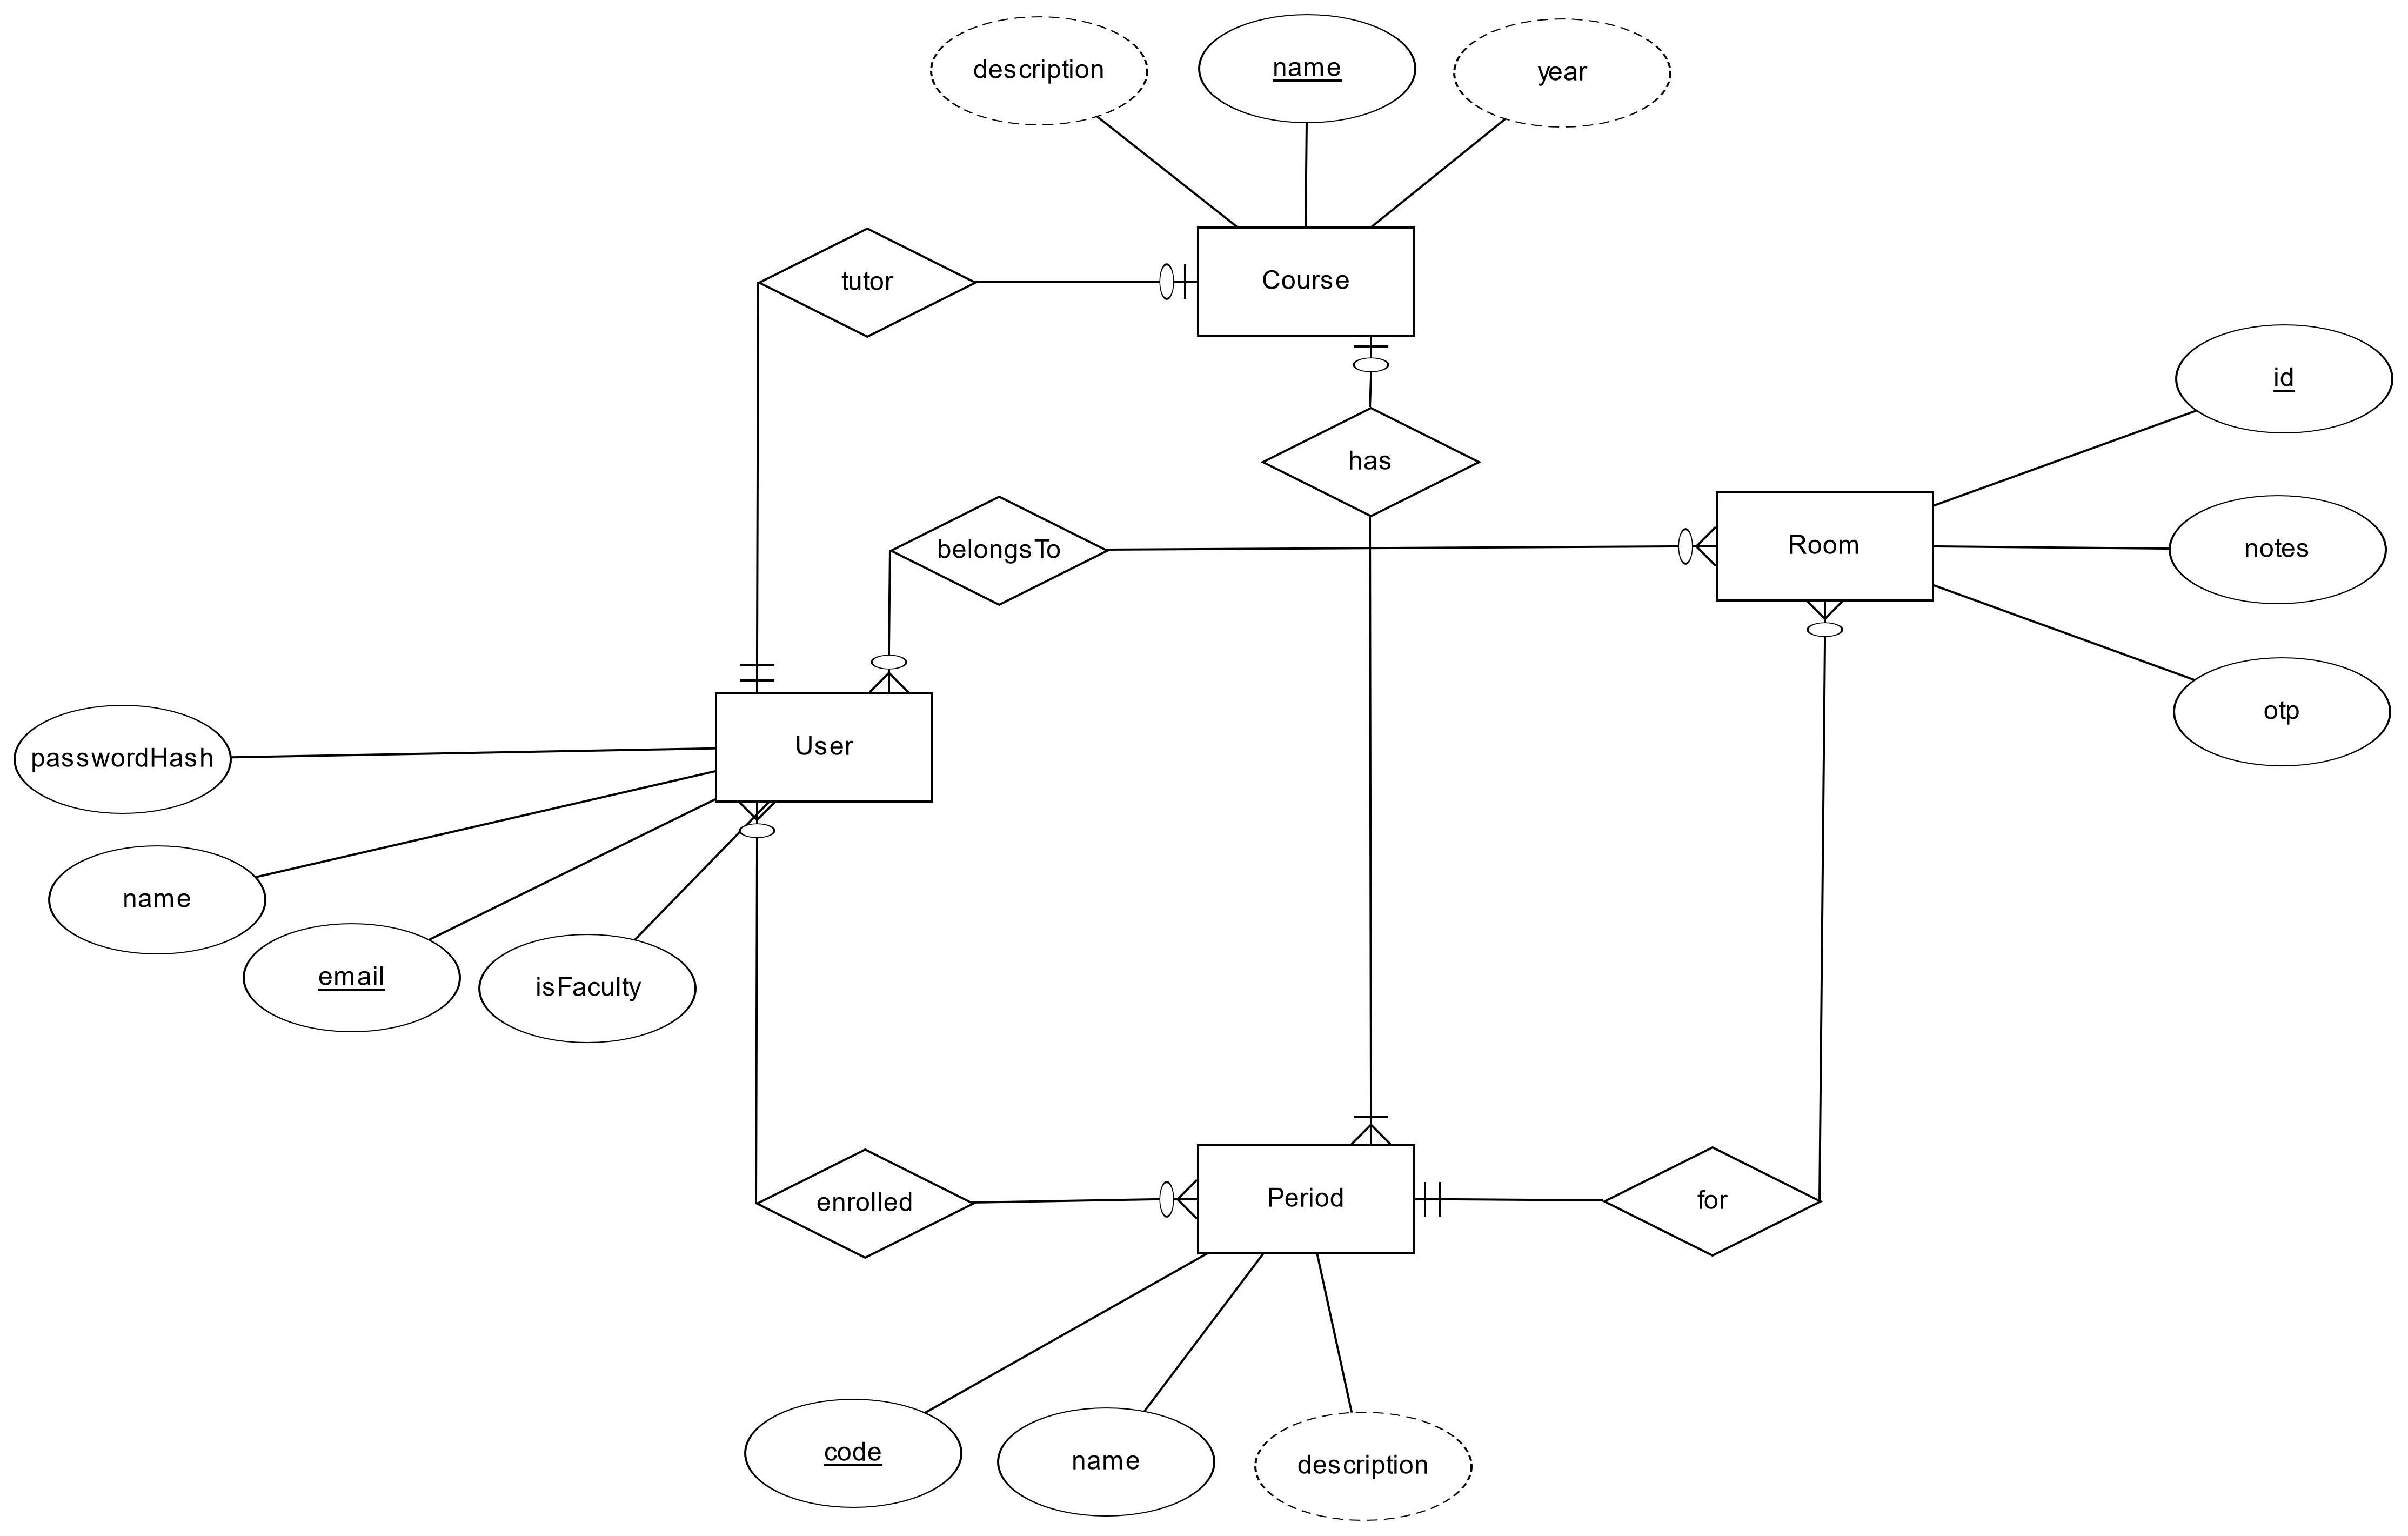 description
name
year
tutor
Course
id
has
belongsTo
Room
notes
otp
User
passwordHash
name
email
isFaculty
enrolled
Period
for
code
name
description